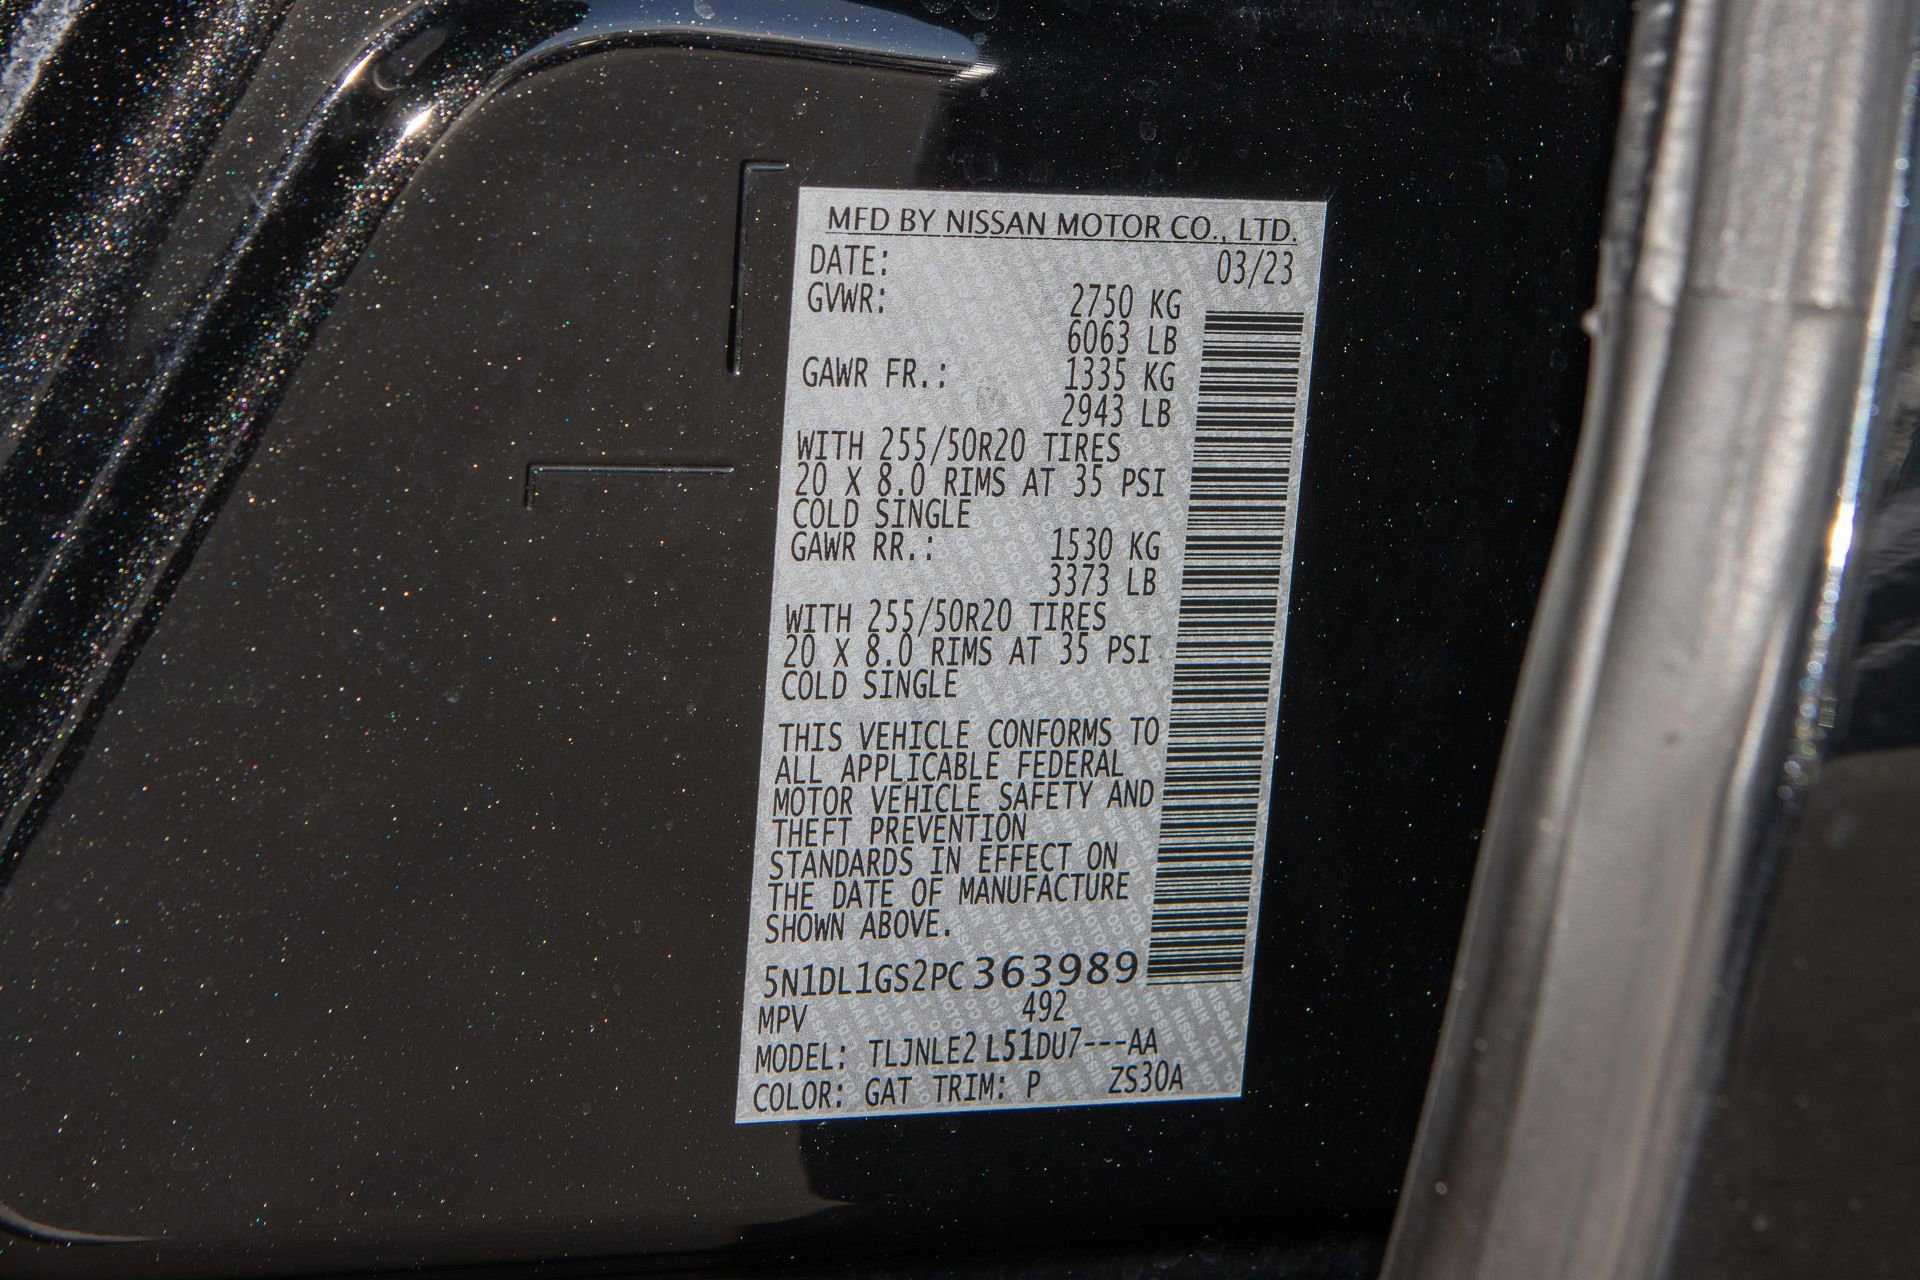 MFD BY NISSAN MOTOR CO., LTD.
DATE: 03/23
GVWR: 2750 KG
6063 LB
GAWR FR.: 1335 KG
2943 LB
WITH 255/50R20 TIRES
20 X 8.0 RIMS AT 35 PSI
COLD SINGLE
GAWR RR.: 1530 KG
3373 LB
WITH 255/50R20 TIRES
20 X 8.0 RIMS AT 35 PSI
COLD SINGLE
THIS VEHICLE CONFORMS TO
ALL APPLICABLE FEDERAL
MOTOR VEHICLE SAFETY AND
THEFT PREVENTION
STANDARDS IN EFFECT ON
THE DATE OF MANUFACTURE
SHOWN ABOVE.
5N1DL1GS2PC363989
MPV 492
MODEL: TLJNLE2 L51DU7---AA
COLOR: GAT TRIM: P ZS30A